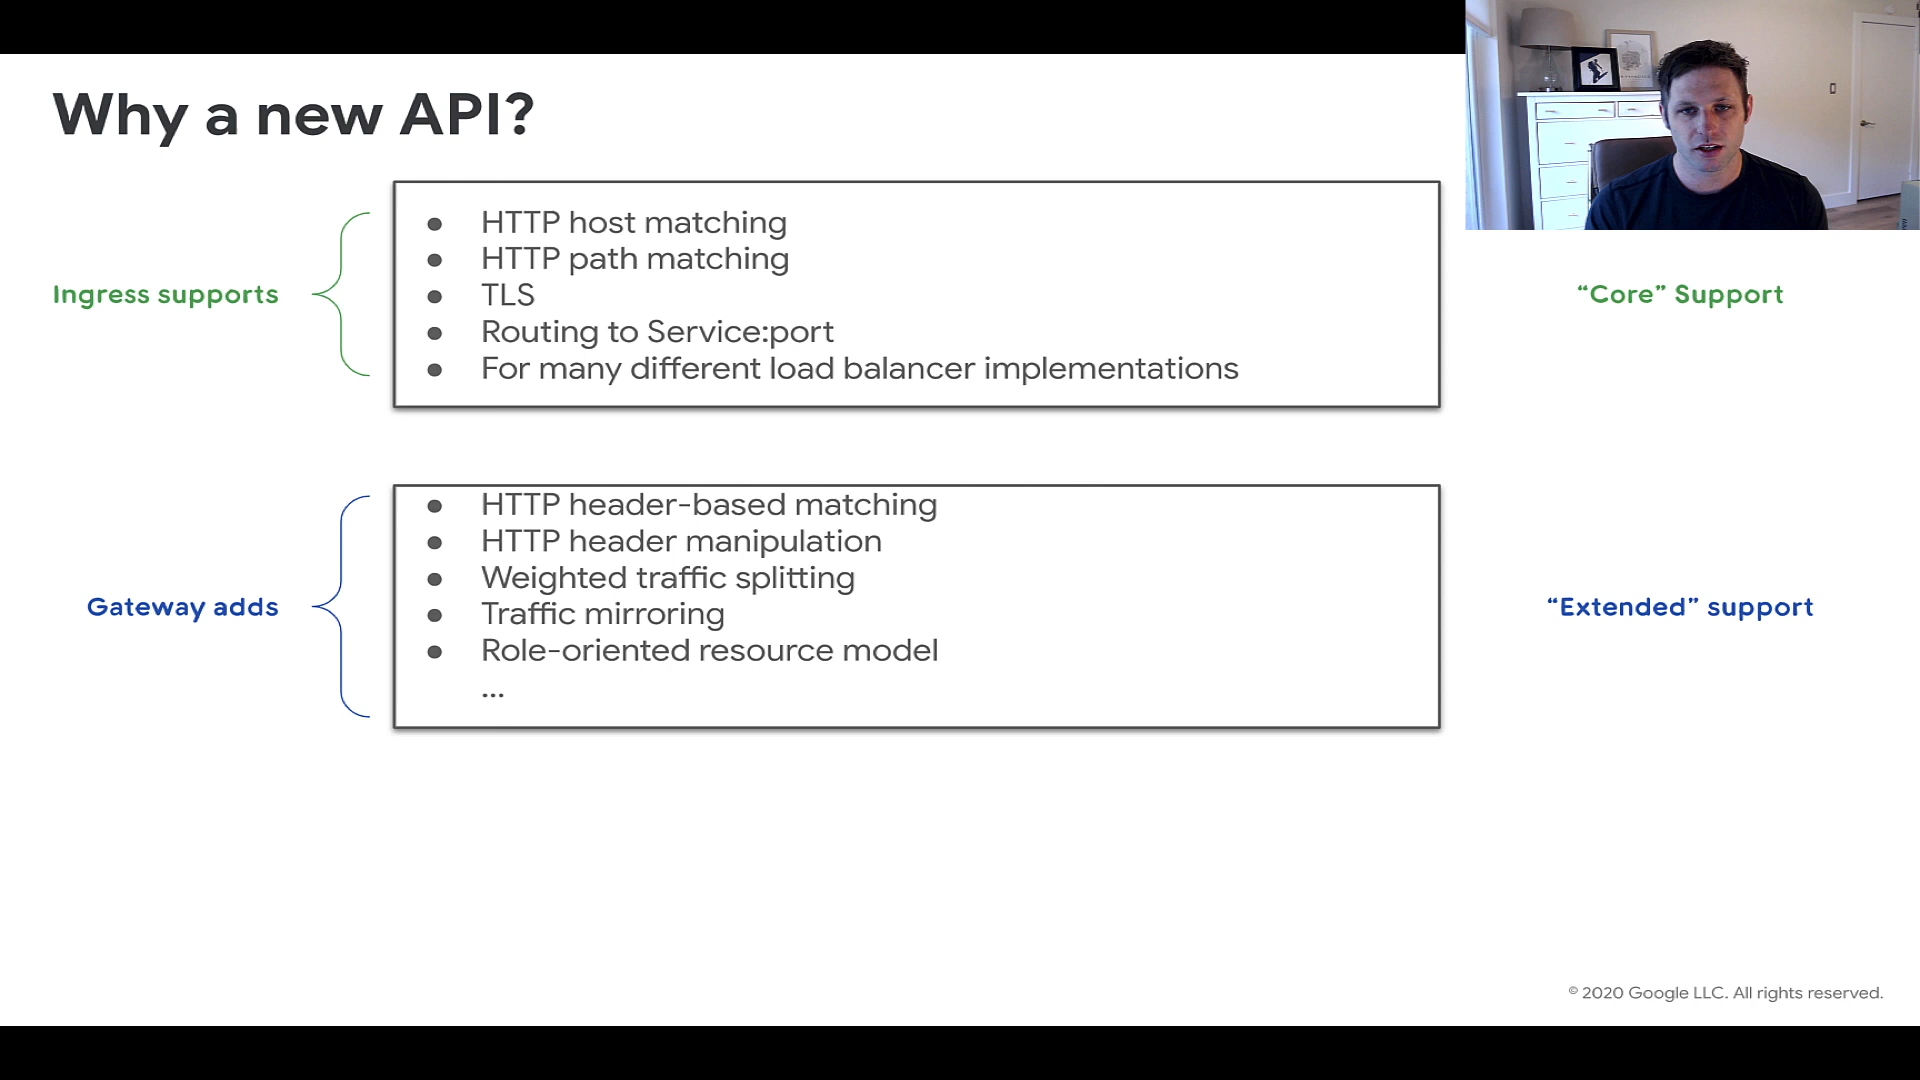 Why a new API?
Ingress supports
● HTTP host matching
● HTTP path matching
● TLS
● Routing to Service:port
● For many different load balancer implementations
“Core” Support
Gateway adds
● HTTP header-based matching
● HTTP header manipulation
● Weighted traffic splitting
● Traffic mirroring
● Role-oriented resource model
...
“Extended” support
© 2020 Google LLC. All rights reserved.